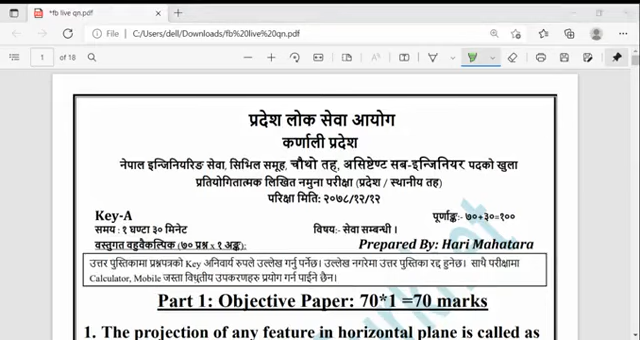 *fb live qn.pdf
File C:/Users/dell/Downloads/fb%20live%20qn.pdf
1 of 18
प्रदेश लोक सेवा आयोग
कर्णाली प्रदेश
नेपाल इन्जिनियरिङ सेवा, सिभिल समूह, चौथो तह, असिष्टेण्ट सब-इन्जिनियर पदको खुला
प्रतियोगितात्मक लिखित नमुना परीक्षा (प्रदेश / स्थानीय तह)
परिक्षा मिति: २०७८/१२/१२
Key-A पूर्णाङ्क:- ७०+३०=१००
समय : १ घण्टा ३० मिनेट विषय:- सेवा सम्बन्धी ।
वस्तुगत वहुवैकल्पिक (७० प्रश्न x १ अङ्क) Prepared By: Hari Mahatara
उत्तर पुस्तिकामा प्रश्नपत्रको Key अनिवार्य रुपले उल्लेख गर्नु पर्नेछ। उल्लेख नगरेमा उत्तर पुस्तिका रद्द हुनेछ। साथै परीक्षामा
Calculator, Mobile जस्ता विधुतीय उपकरणहरु प्रयोग गर्न पाईने छैन।
Part 1: Objective Paper: 70*1 =70 marks
1. The projection of any feature in horizontal plane is called as